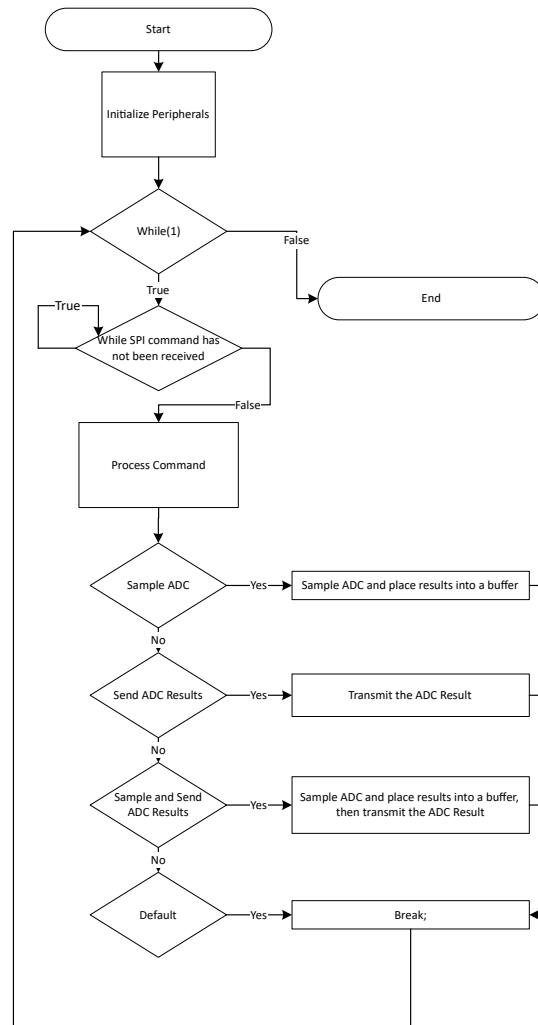 Start
Initialize Peripherals
While(1)
False
End
True
True
While SPI command has
not been received
False
Process Command
Sample ADC
Yes
Sample ADC and place results into a buffer
No
Send ADC Results
Yes
Transmit the ADC Result
No
Sample and Send
ADC Results
Yes
Sample ADC and place results into a buffer,
then transmit the ADC Result
No
Default
Yes
Break;